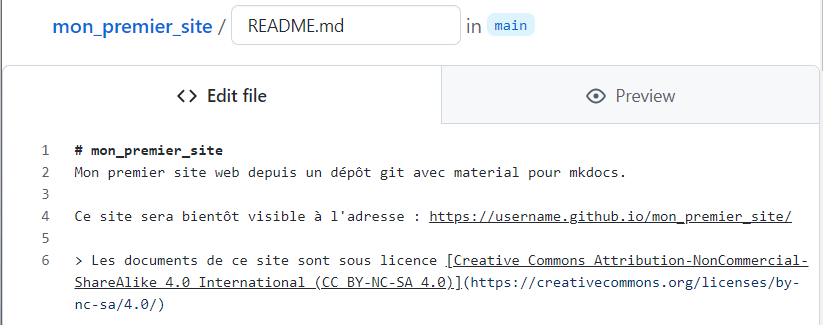 mon_premier_site / README.md in main
<> Edit file Preview
1 # mon_premier_site
2 Mon premier site web depuis un dépôt git avec material pour mkdocs.
3
4 Ce site sera bientôt visible à l'adresse : https://username.github.io/mon_premier_site/
5
6 > Les documents de ce site sont sous licence [Creative Commons Attribution-NonCommercial-
ShareAlike 4.0 International (CC BY-NC-SA 4.0)](https://creativecommons.org/licenses/by-
nc-sa/4.0/)